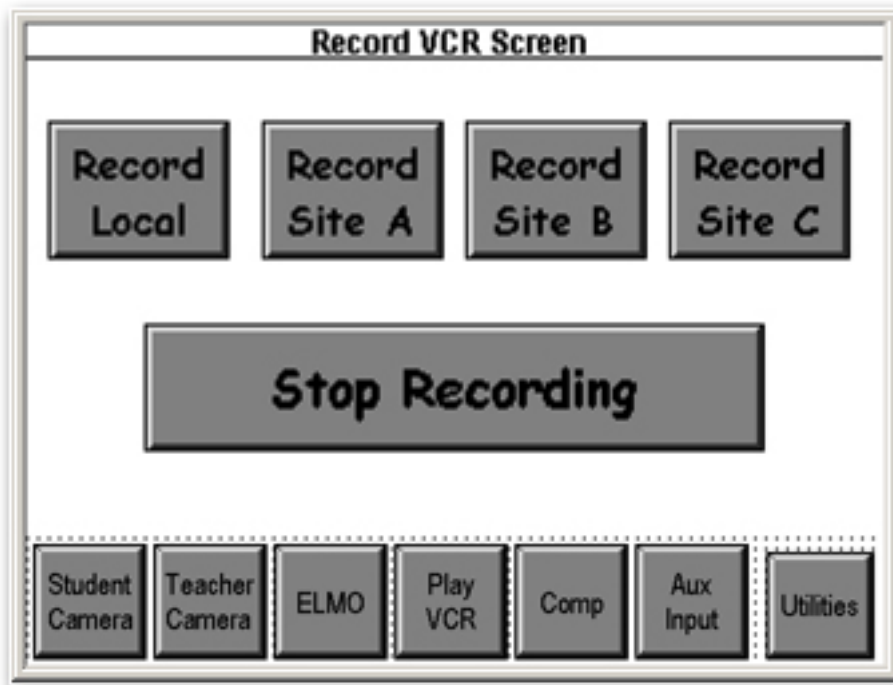 Record VCR Screen
Record
Local
Record
Site A
Record
Site B
Record
Site C
Stop Recording
Student
Camera
Teacher
Camera
ELMO
Play
VCR
Comp
Aux
Input
Utilities